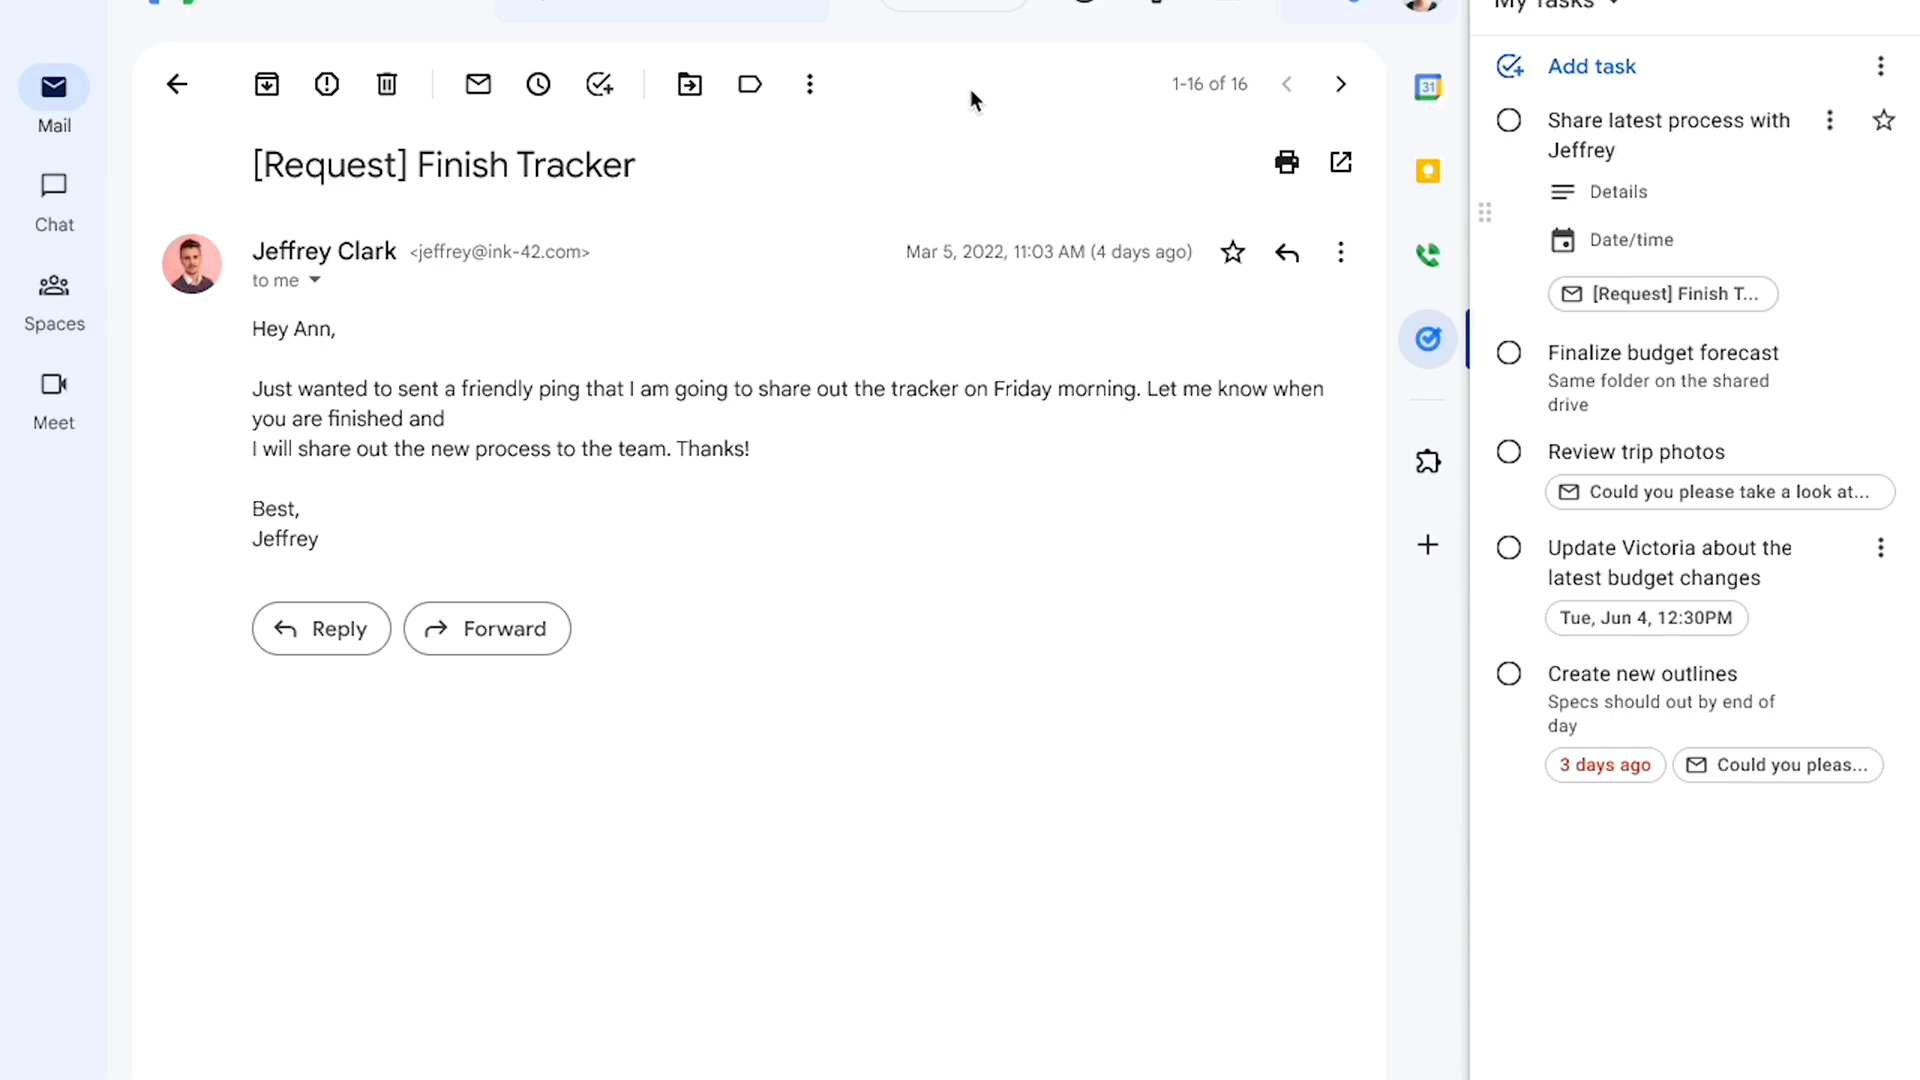 My Tasks
Mail
Chat
Spaces
Meet
1-16 of 16
[Request] Finish Tracker
Jeffrey Clark <jeffrey@ink-42.com>
Mar 5, 2022, 11:03 AM (4 days ago)
to me
Hey Ann,
Just wanted to sent a friendly ping that I am going to share out the tracker on Friday morning. Let me know when
you are finished and
I will share out the new process to the team. Thanks!
Best,
Jeffrey
Reply
Forward
31
Add task
Share latest process with
Jeffrey
Details
Date/time
[Request] Finish T...
Finalize budget forecast
Same folder on the shared
drive
Review trip photos
Could you please take a look at...
Update Victoria about the
latest budget changes
Tue, Jun 4, 12:30PM
Create new outlines
Specs should out by end of
day
3 days ago
Could you pleas...